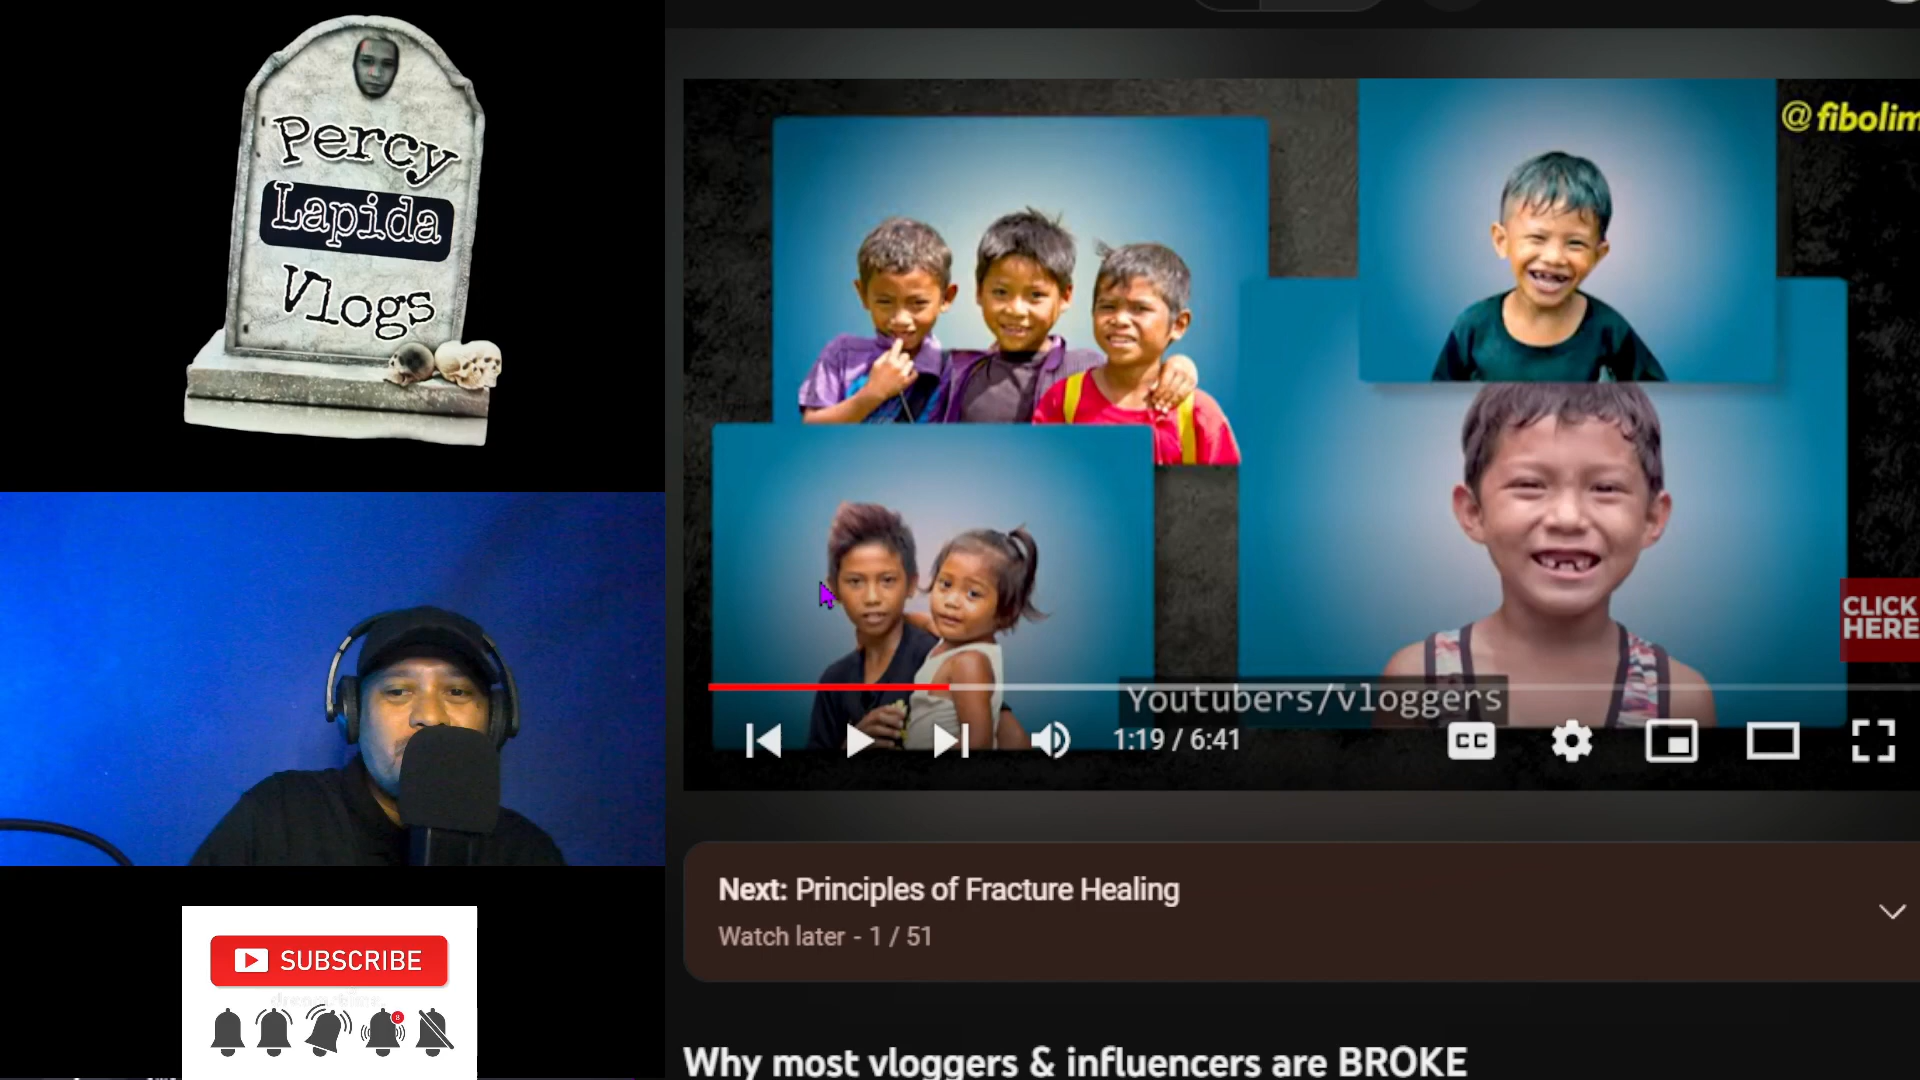 Percy
Lapida
Vlogs
SUBSCRIBE
8
@fibolim
CLICK
HERE
Youtubers/vloggers
1:19 / 6:41
CC
Next: Principles of Fracture Healing
Watch later - 1 / 51
Why most vloggers & influencers are BROKE